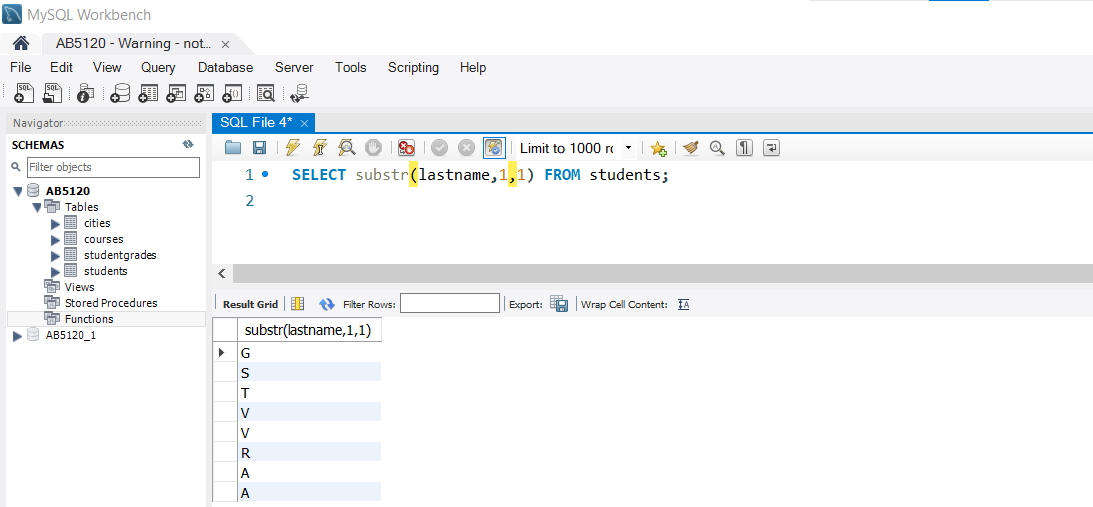 MySQL Workbench
AB5120 - Warning - not... ×
File Edit View Query Database Server Tools Scripting Help
Navigator
SQL File 4* ×
SCHEMAS
Filter objects
AB5120
Tables
cities
courses
studentgrades
students
Views
Stored Procedures
Functions
AB5120_1
Limit to 1000 rc
1 SELECT substr(lastname,1,1) FROM students;
2
Result Grid Filter Rows: Export: Wrap Cell Content:
substr(lastname,1,1)
G
S
T
V
V
R
A
A